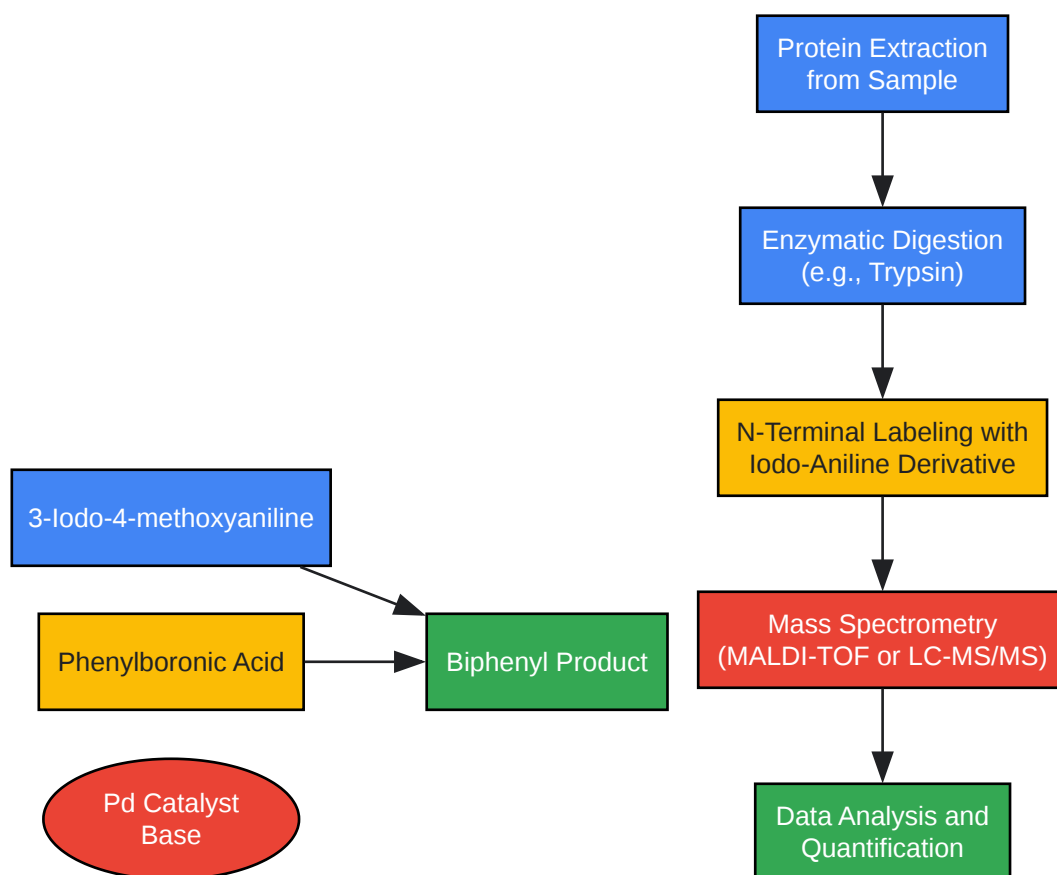 Protein Extraction
from Sample
Enzymatic Digestion
(e.g., Trypsin)
N-Terminal Labeling with
Iodo-Aniline Derivative
3-Iodo-4-methoxyaniline
Mass Spectrometry
(MALDI-TOF or LC-MS/MS)
Phenylboronic Acid
Biphenyl Product
Pd Catalyst
Base
Data Analysis and
Quantification